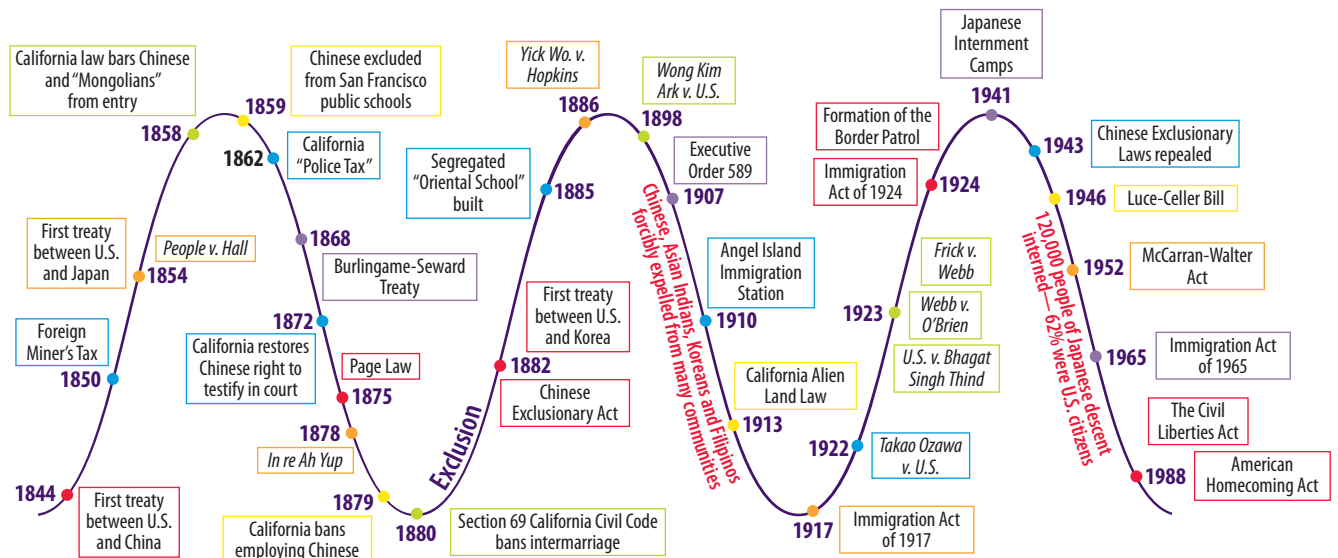 California law bars Chinese
and “Mongolians”
from entry
1858
1859
Chinese excluded
from San Francisco
public schools
1862
California
“Police Tax”
First treaty
between U.S.
and Japan
1854
People v. Hall
Foreign
Miner’s Tax
1850
1844
First treaty
between U.S.
and China
1868
Burlingame-Seward
Treaty
1872
California restores
Chinese right to
testify in court
Page Law
1875
1878
In re Ah Yup
1879
California bans
employing Chinese
1880
Section 69 California Civil Code
bans intermarriage
Exclusion
First treaty
between U.S.
and Korea
1882
Chinese
Exclusionary Act
Segregated
“Oriental School”
built
1885
Yick Wo. v.
Hopkins
1886
Wong Kim
Ark v. U.S.
1898
Executive
Order 589
1907
Chinese, Asian Indians, Koreans and Filipinos
forcibly expelled from many communities
Angel Island
Immigration
Station
1910
California Alien
Land Law
1913
1917
Immigration Act
of 1917
1922
Takao Ozawa
v. U.S.
1923
Frick v.
Webb
Webb v.
O’Brien
U.S. v. Bhagat
Singh Thind
Formation of the
Border Patrol
Immigration
Act of 1924
1924
Japanese
Internment
Camps
1941
1943
Chinese Exclusionary
Laws repealed
1946
Luce-Celler Bill
120,000 people of Japanese descent
interned— 62% were U.S. citizens
1952
McCarran-Walter
Act
1965
Immigration Act
of 1965
The Civil
Liberties Act
1988
American
Homecoming Act